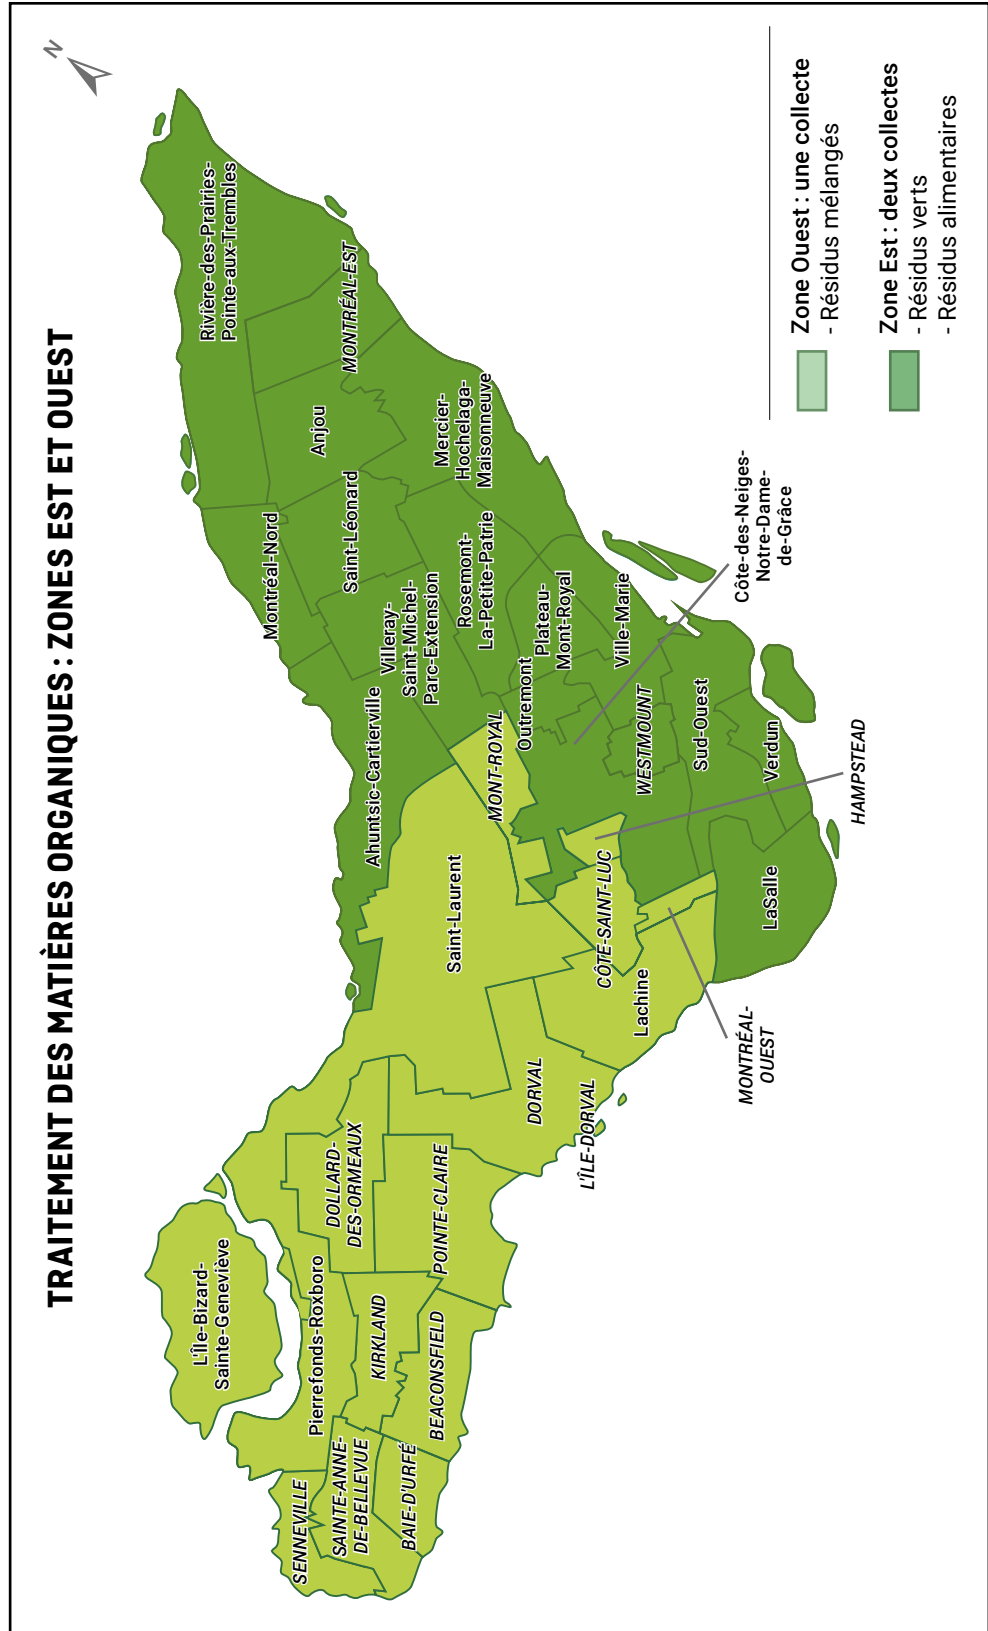 TRAITEMENT DES MATIÈRES ORGANIQUES : ZONES EST ET OUEST
N
L'Île-Bizard-
Sainte-Geneviève
Pierrefonds-Roxboro
SENNEVILLE
SAINTE-ANNE-
DE-BELLEVUE
BAIE-D'URFÉ
KIRKLAND
BEACONSFIELD
DOLLARD-
DES-ORMEAUX
POINTE-CLAIRE
DORVAL
L'ÎLE-DORVAL
Saint-Laurent
Lachine
CÔTE-SAINT-LUC
MONTRÉAL-
OUEST
HAMPSTEAD
MONT-ROYAL
Ahuntsic-Cartierville
Outremont
WESTMOUNT
Sud-Ouest
Verdun
LaSalle
Villeray-
Saint-Michel-
Parc-Extension
Rosemont-
La-Petite-Patrie
Plateau-
Mont-Royal
Ville-Marie
Côte-des-Neiges-
Notre-Dame-
de-Grâce
Montréal-Nord
Saint-Léonard
Anjou
Mercier-
Hochelaga-
Maisonneuve
MONTRÉAL-EST
Rivière-des-Prairies-
Pointe-aux-Trembles
Zone Ouest : une collecte
- Résidus mélangés
Zone Est : deux collectes
- Résidus verts
- Résidus alimentaires